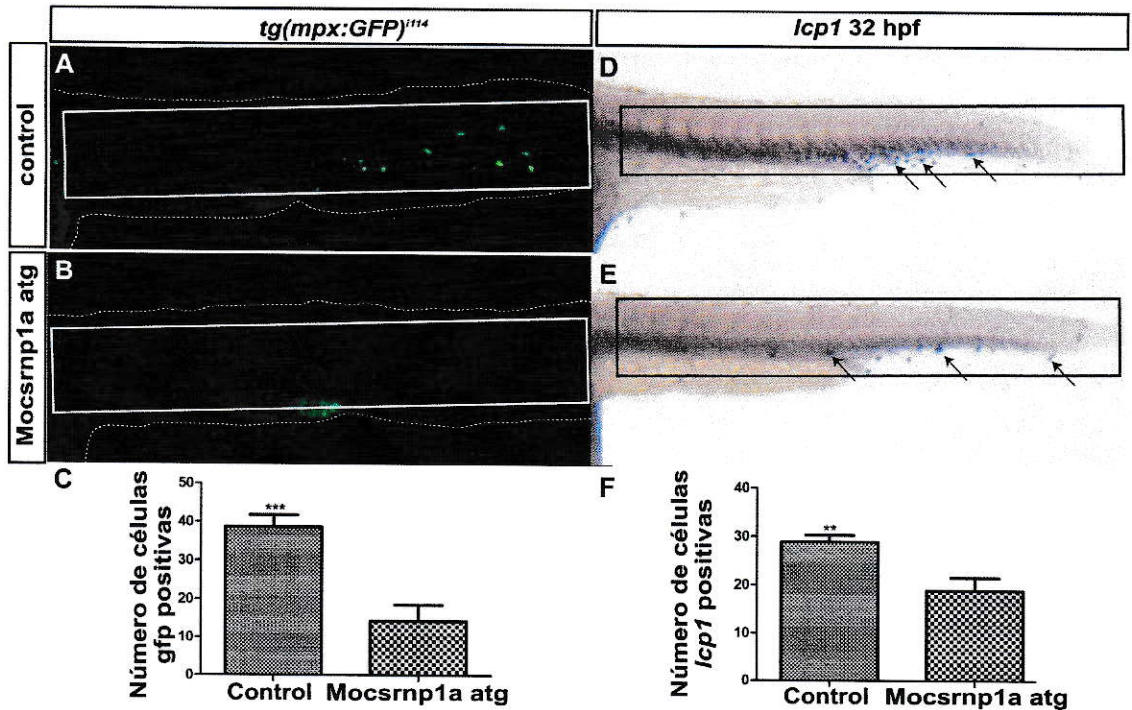 tg(mpx:GFP)i114
lcp1 32 hpf
control
A
D
Mocsrnp1a atg
B
E
C
Número de células
gfp positivas
50
40
30
20
10
0
***
Control
Mocsrnp1a atg
F
Número de células
lcp1 positivas
40
30
20
10
0
**
Control
Mocsrnp1a atg